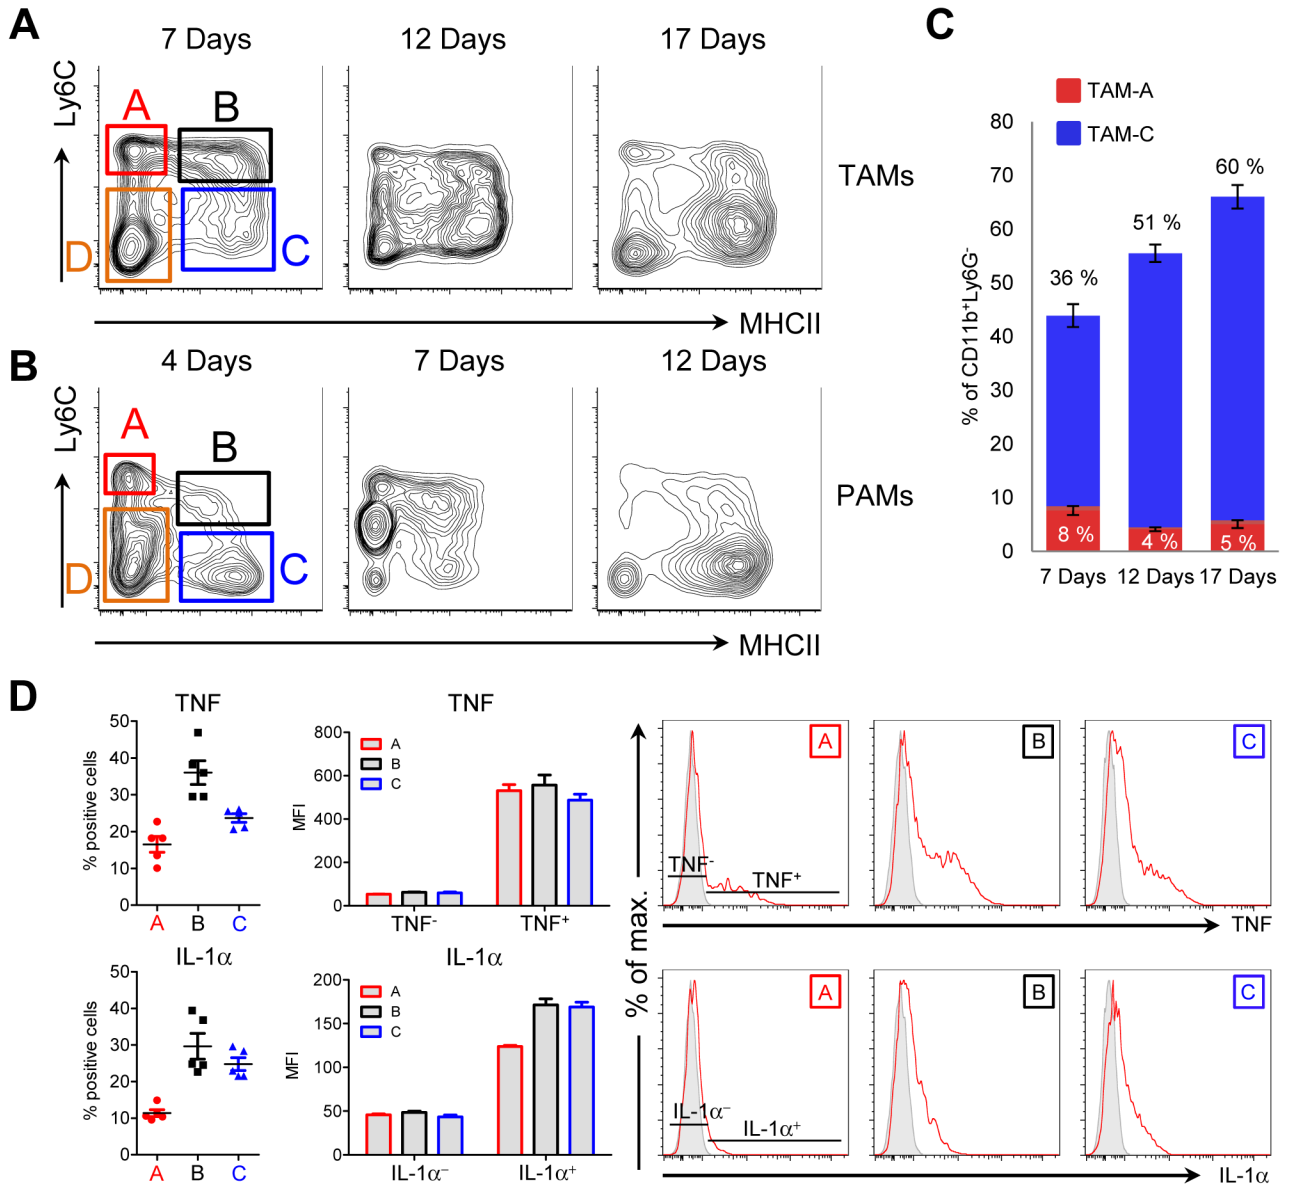 A
7 Days
12 Days
17 Days
Ly6C
A
B
D
C
TAMs
MHCII
B
4 Days
7 Days
12 Days
Ly6C
A
B
D
C
PAMs
MHCII
C
TAM-A
TAM-C
% of CD11b⁺Ly6G⁻
80
70
60
50
40
30
20
10
0
36 %
51 %
60 %
8 %
4 %
5 %
7 Days
12 Days
17 Days
D
TNF
% positive cells
50
40
30
20
10
0
A
B
C
TNF
MFI
800
600
400
200
0
A
B
C
TNF⁻
TNF⁺
% of max.
A
TNF⁻
TNF⁺
B
C
TNF
IL-1α
% positive cells
50
40
30
20
10
0
A
B
C
IL-1α
MFI
200
150
100
50
0
A
B
C
IL-1α⁻
IL-1α⁺
A
IL-1α⁻
IL-1α⁺
B
C
IL-1α